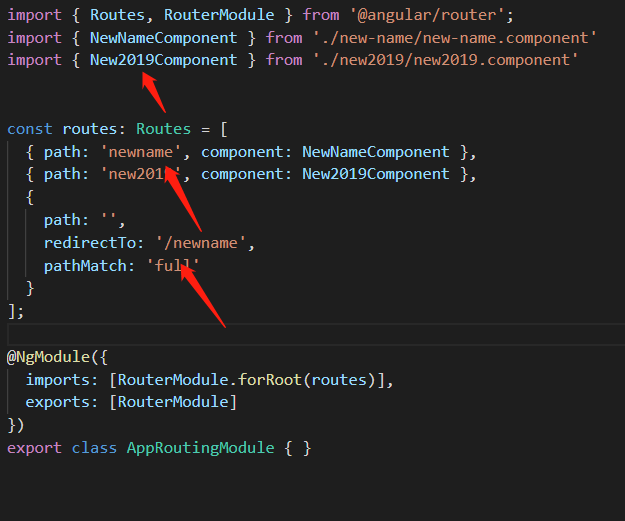 import { Routes, RouterModule } from '@angular/router';
import { NewNameComponent } from './new-name/new-name.component'
import { New2019Component } from './new2019/new2019.component'
const routes: Routes = [
{ path: 'newname', component: NewNameComponent },
{ path: 'new2019', component: New2019Component },
{
path: '',
redirectTo: '/newname',
pathMatch: 'full'
}
];
@NgModule({
imports: [RouterModule.forRoot(routes)],
exports: [RouterModule]
})
export class AppRoutingModule { }